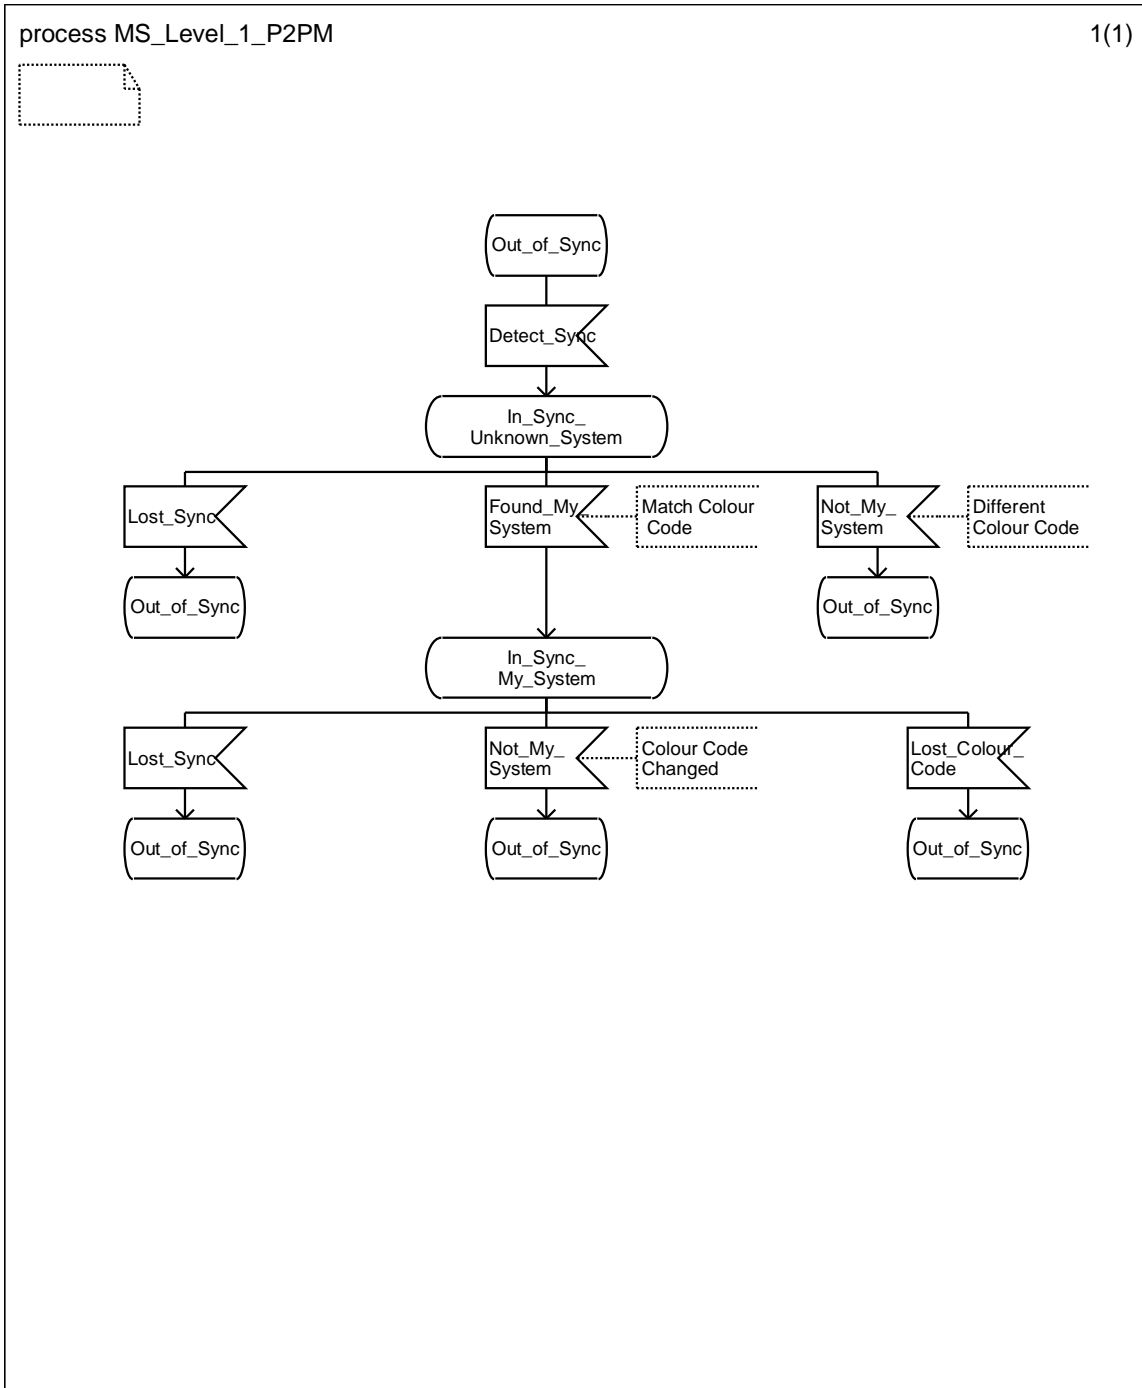 process MS_Level_1_P2PM
1(1)
Out_of_Sync
Detect_Sync
In_Sync_
Unknown_System
Lost_Sync
Found_My_
System
Match Colour
Code
Not_My_
System
Different
Colour Code
Out_of_Sync
Out_of_Sync
In_Sync_
My_System
Lost_Sync
Not_My_
System
Colour Code
Changed
Lost_Colour_
Code
Out_of_Sync
Out_of_Sync
Out_of_Sync